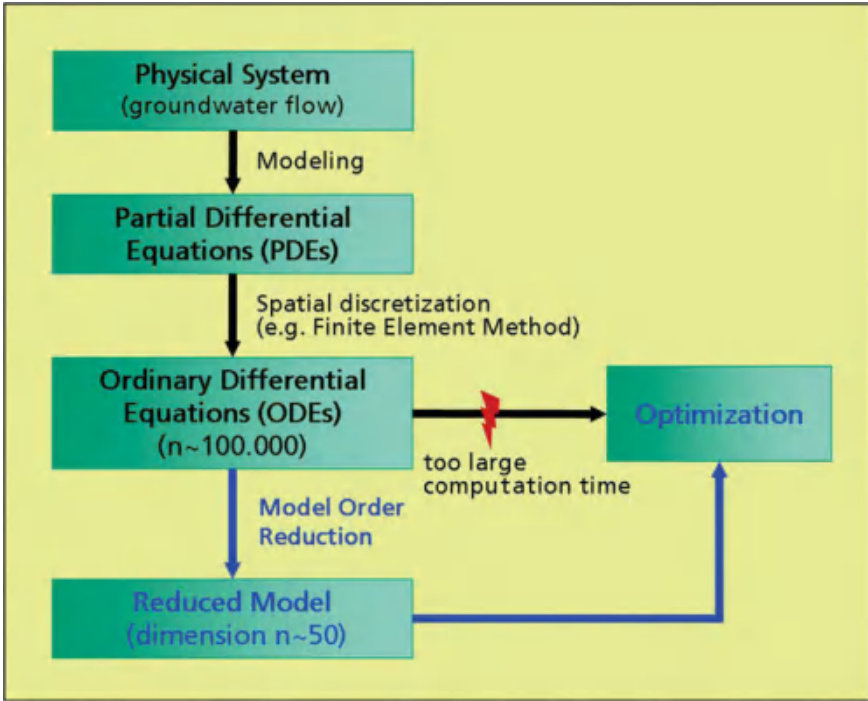 Physical System
(groundwater flow)
Modeling
Partial Differential
Equations (PDEs)
Spatial discretization
(e.g. Finite Element Method)
Ordinary Differential
Equations (ODEs)
(n~100.000)
too large
computation time
Optimization
Model Order
Reduction
Reduced Model
(dimension n~50)